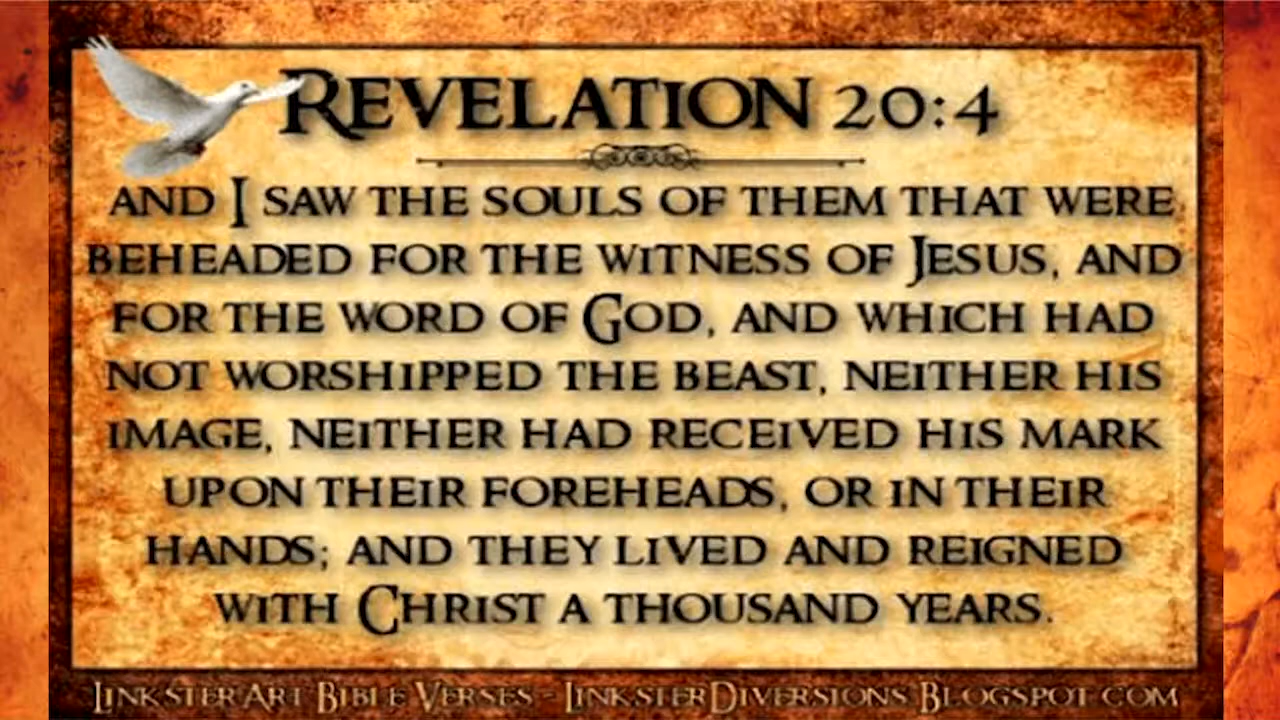 Revelation 20:4
and I saw the souls of them that were
beheaded for the witness of Jesus, and
for the word of God, and which had
not worshipped the beast, neither his
image, neither had received his mark
upon their foreheads, or in their
hands; and they lived and reigned
with Christ a thousand years.
LinksterArt Bible Verses - LinksterDiversions.Blogspot.com